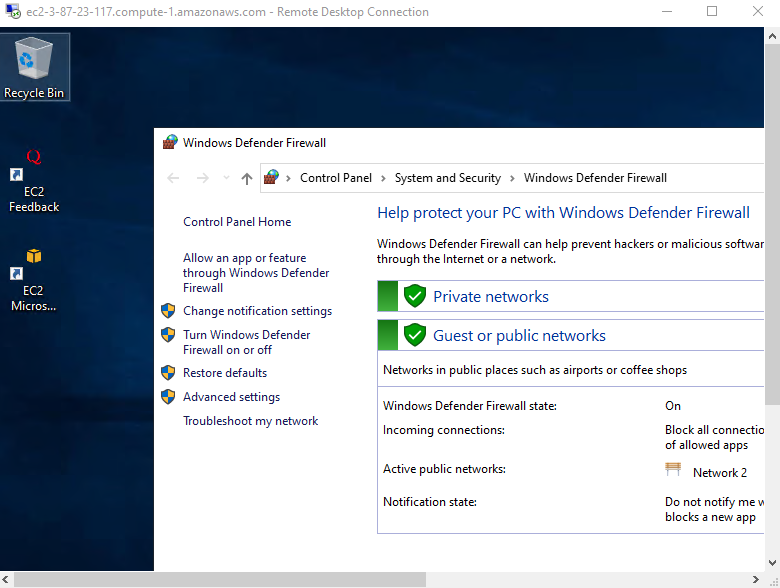 ec2-3-87-23-117.compute-1.amazonaws.com - Remote Desktop Connection
Recycle Bin
EC2
Feedback
EC2
Micros...
Windows Defender Firewall
Control Panel > System and Security > Windows Defender Firewall
Control Panel Home
Allow an app or feature
through Windows Defender
Firewall
Change notification settings
Turn Windows Defender
Firewall on or off
Restore defaults
Advanced settings
Troubleshoot my network
Help protect your PC with Windows Defender Firewall
Windows Defender Firewall can help prevent hackers or malicious softwar
through the Internet or a network.
Private networks
Guest or public networks
Networks in public places such as airports or coffee shops
Windows Defender Firewall state: On
Incoming connections: Block all connectio
of allowed apps
Active public networks: Network 2
Notification state: Do not notify me w
blocks a new app